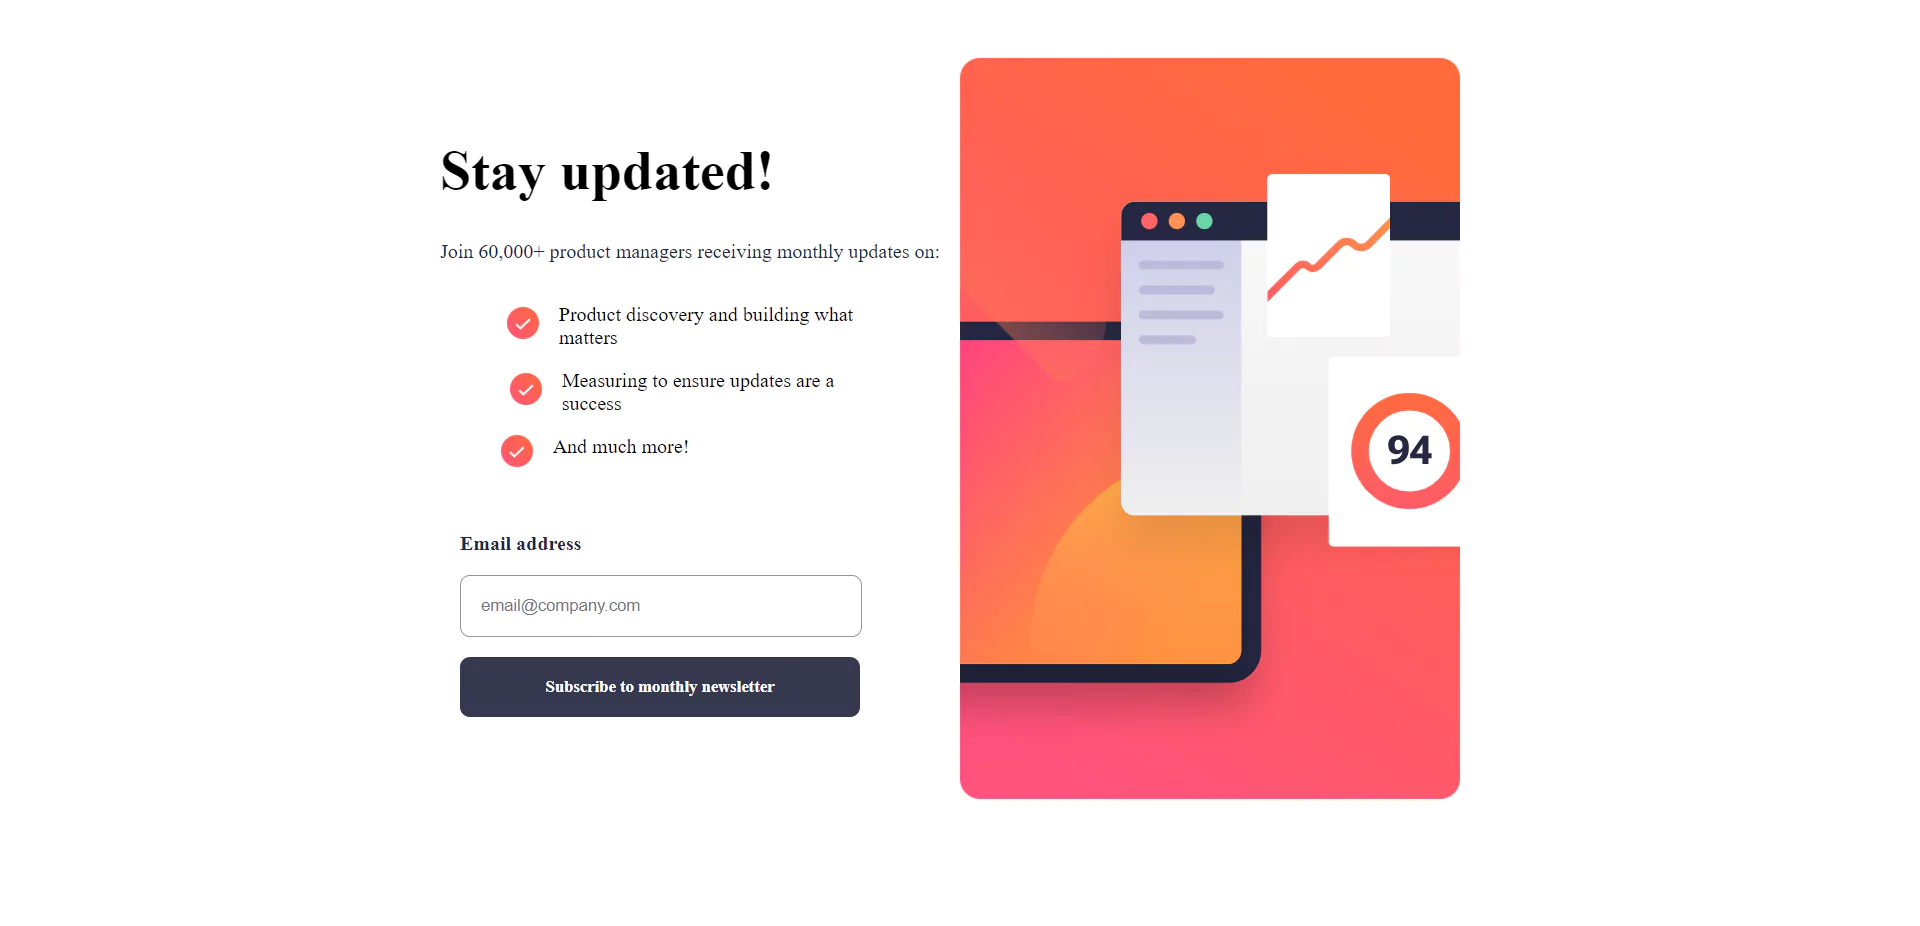 Stay updated!
Join 60,000+ product managers receiving monthly updates on:
Product discovery and building what
matters
Measuring to ensure updates are a
success
And much more!
Email address
email@company.com
Subscribe to monthly newsletter
94